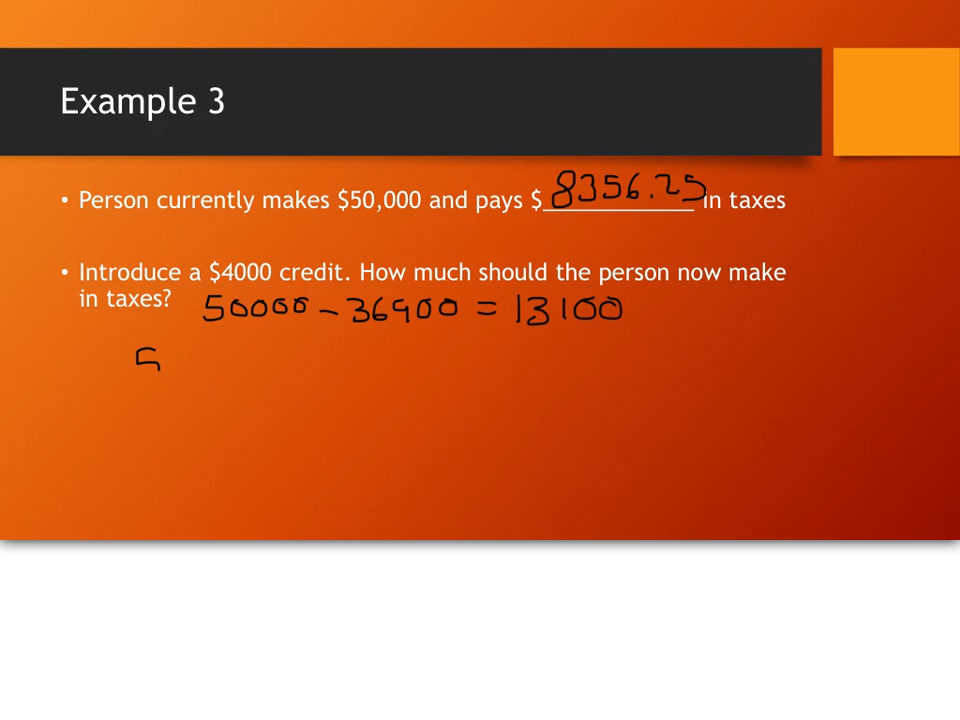 Example 3
• Person currently makes $50,000 and pays $____________ in taxes
8356.25
• Introduce a $4000 credit. How much should the person now make
in taxes?
50000 - 36900 = 13100
5